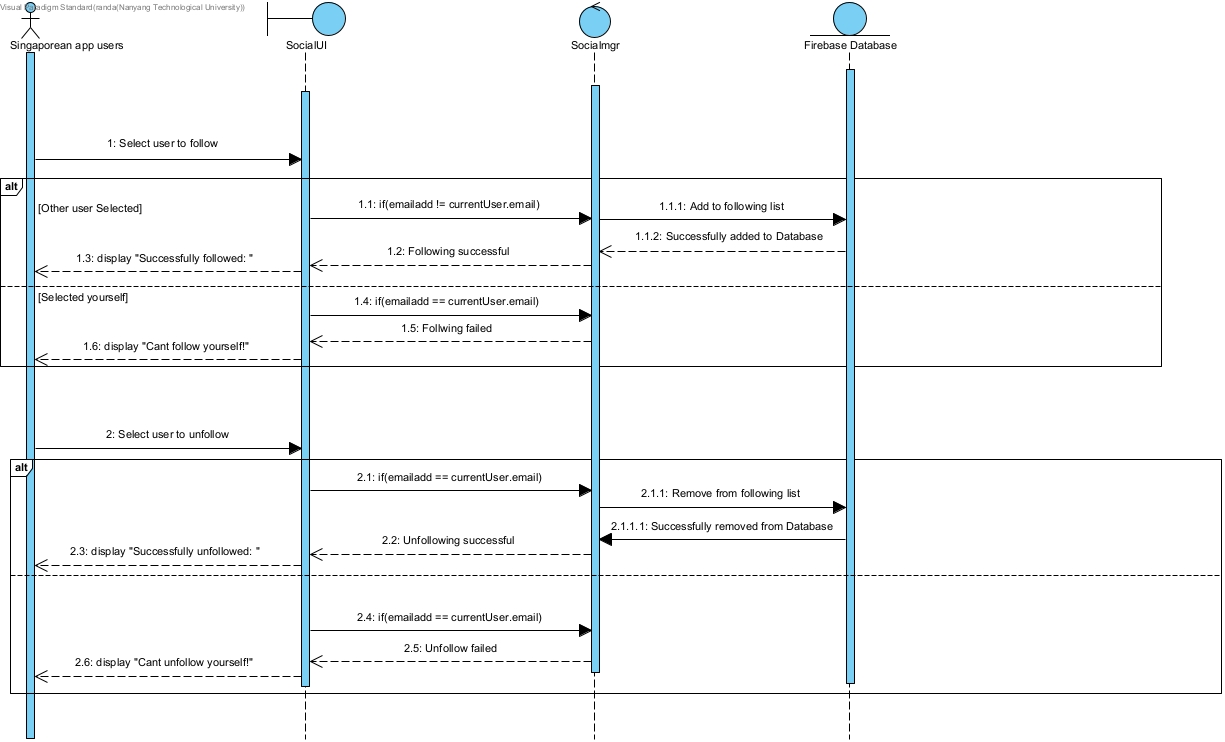 Visual Paradigm Standard(randa(Nanyang Technological University))
Singaporean app users
SocialUI
Socialmgr
Firebase Database
1: Select user to follow
alt
[Other user Selected]
1.1: if(emailadd != currentUser.email)
1.1.1: Add to following list
1.1.2: Successfully added to Database
1.2: Following successful
1.3: display "Successfully followed: "
[Selected yourself]
1.4: if(emailadd == currentUser.email)
1.5: Follwing failed
1.6: display "Cant follow yourself!"
2: Select user to unfollow
alt
2.1: if(emailadd == currentUser.email)
2.1.1: Remove from following list
2.1.1.1: Successfully removed from Database
2.2: Unfollowing successful
2.3: display "Successfully unfollowed: "
2.4: if(emailadd == currentUser.email)
2.5: Unfollow failed
2.6: display "Cant unfollow yourself!"